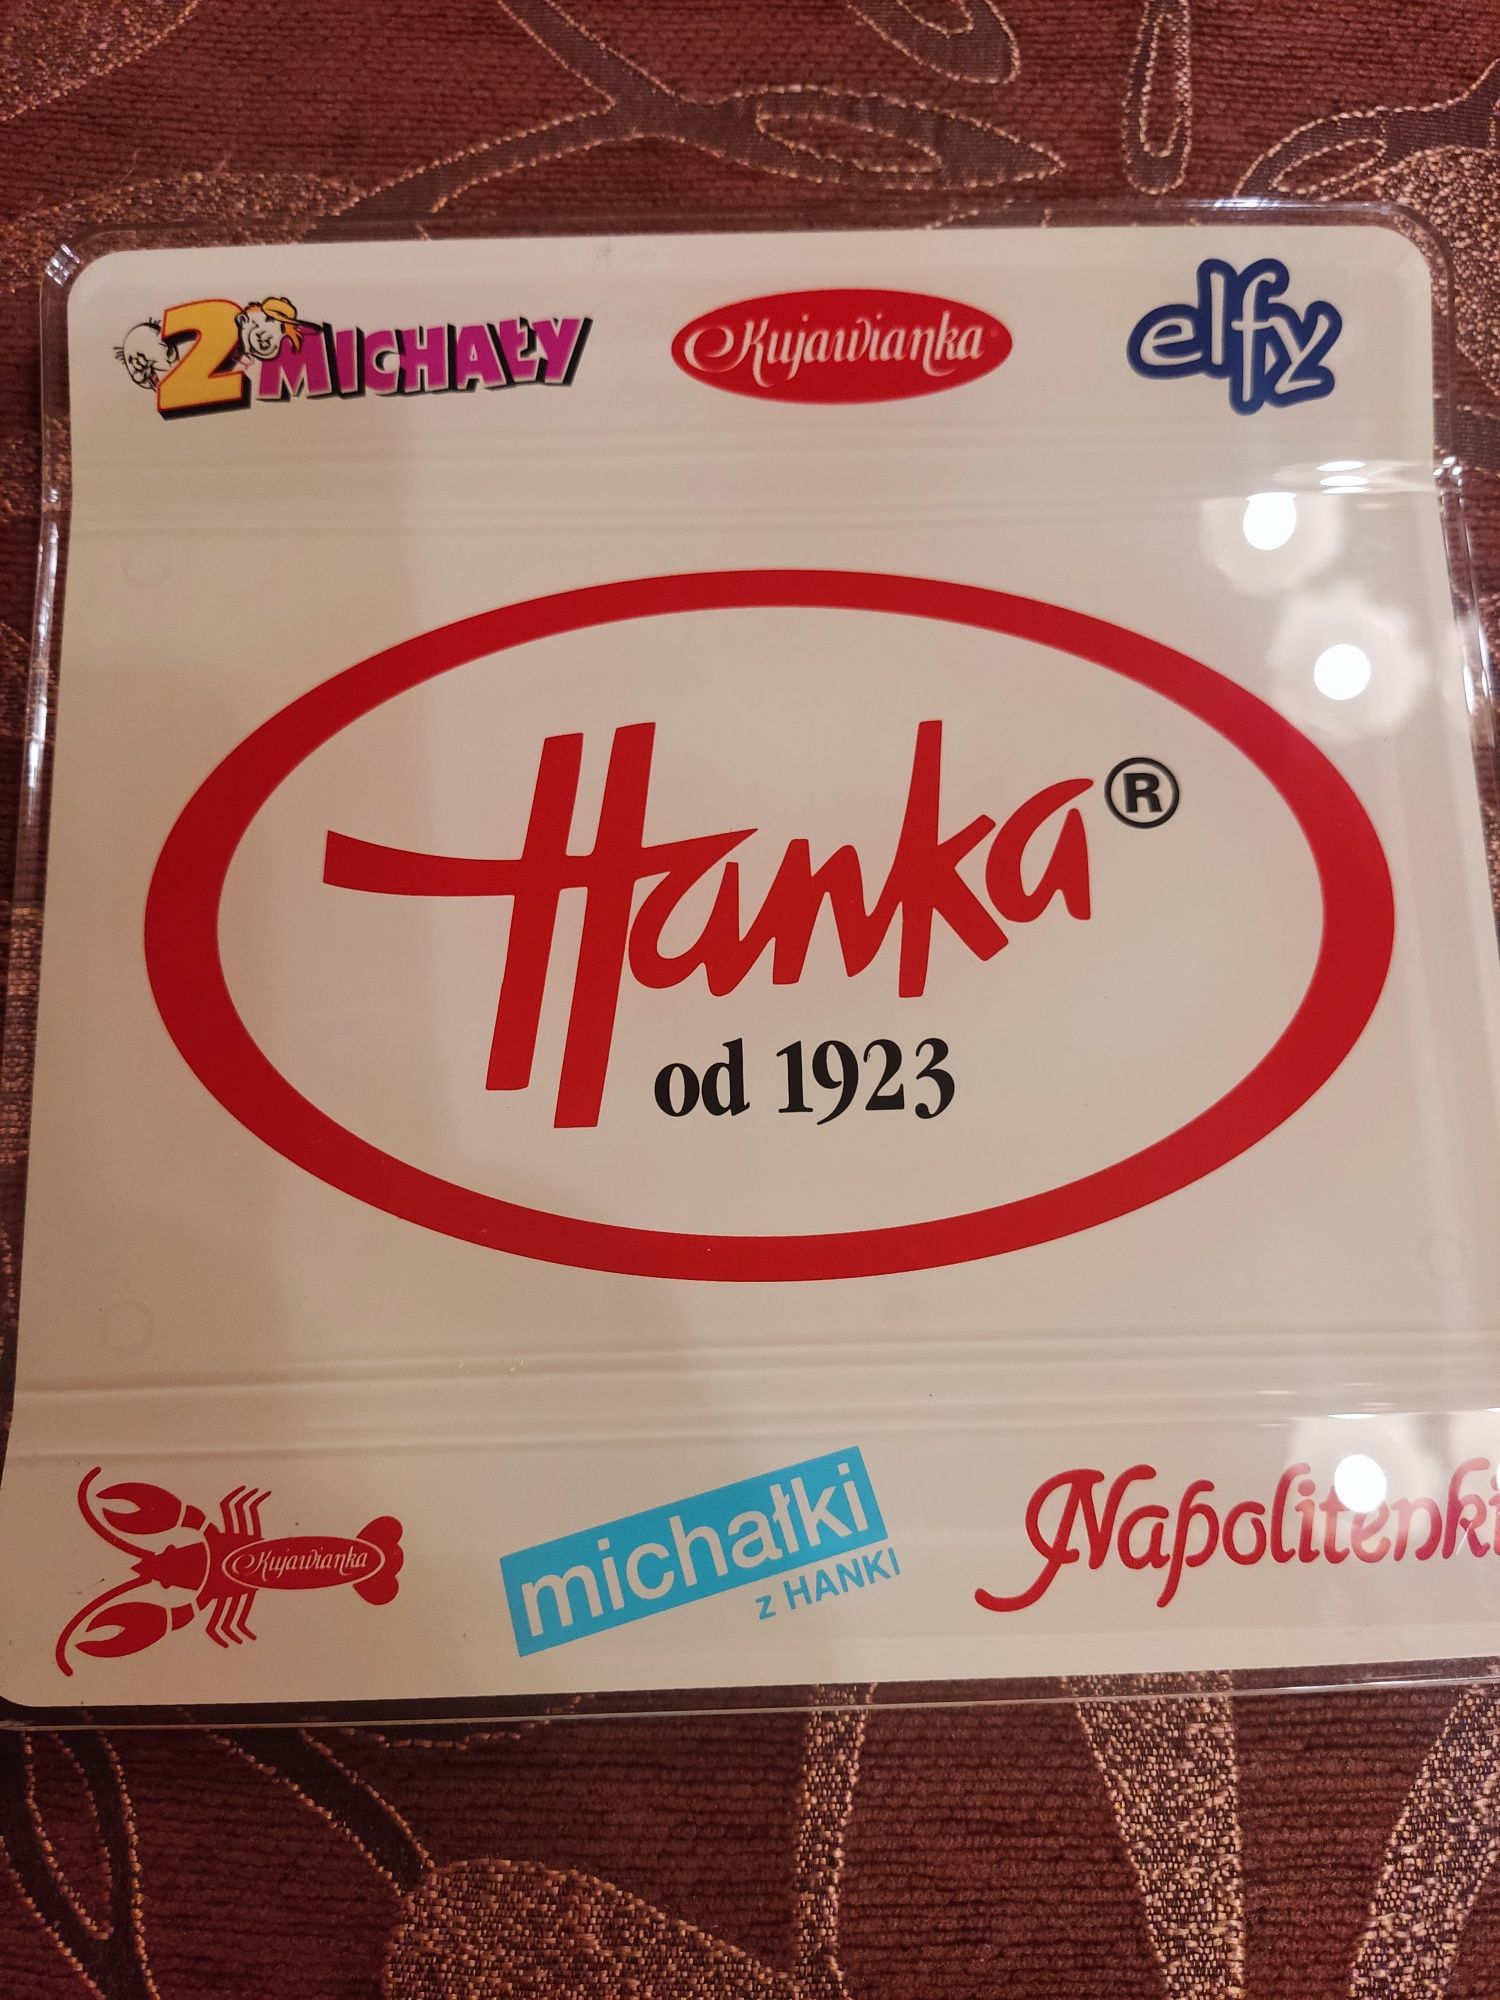 2 MICHAŁY
Kujawianka
elfy
Hanka®
od 1923
Kujawianka
michałki
z HANKI
Napolitenki